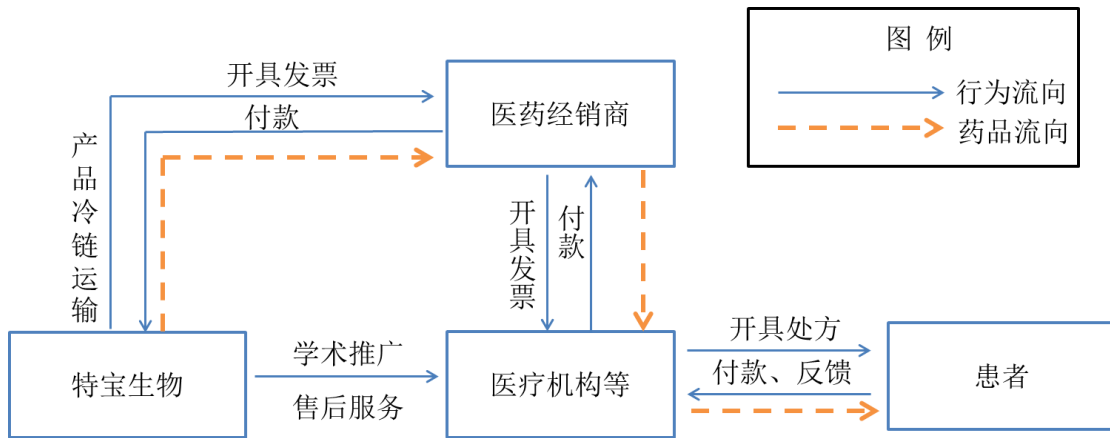 图 例
行为流向
药品流向
开具发票
付款
产品冷链运输
医药经销商
开具发票
付款
特宝生物
学术推广
售后服务
医疗机构等
开具处方
付款、反馈
患者